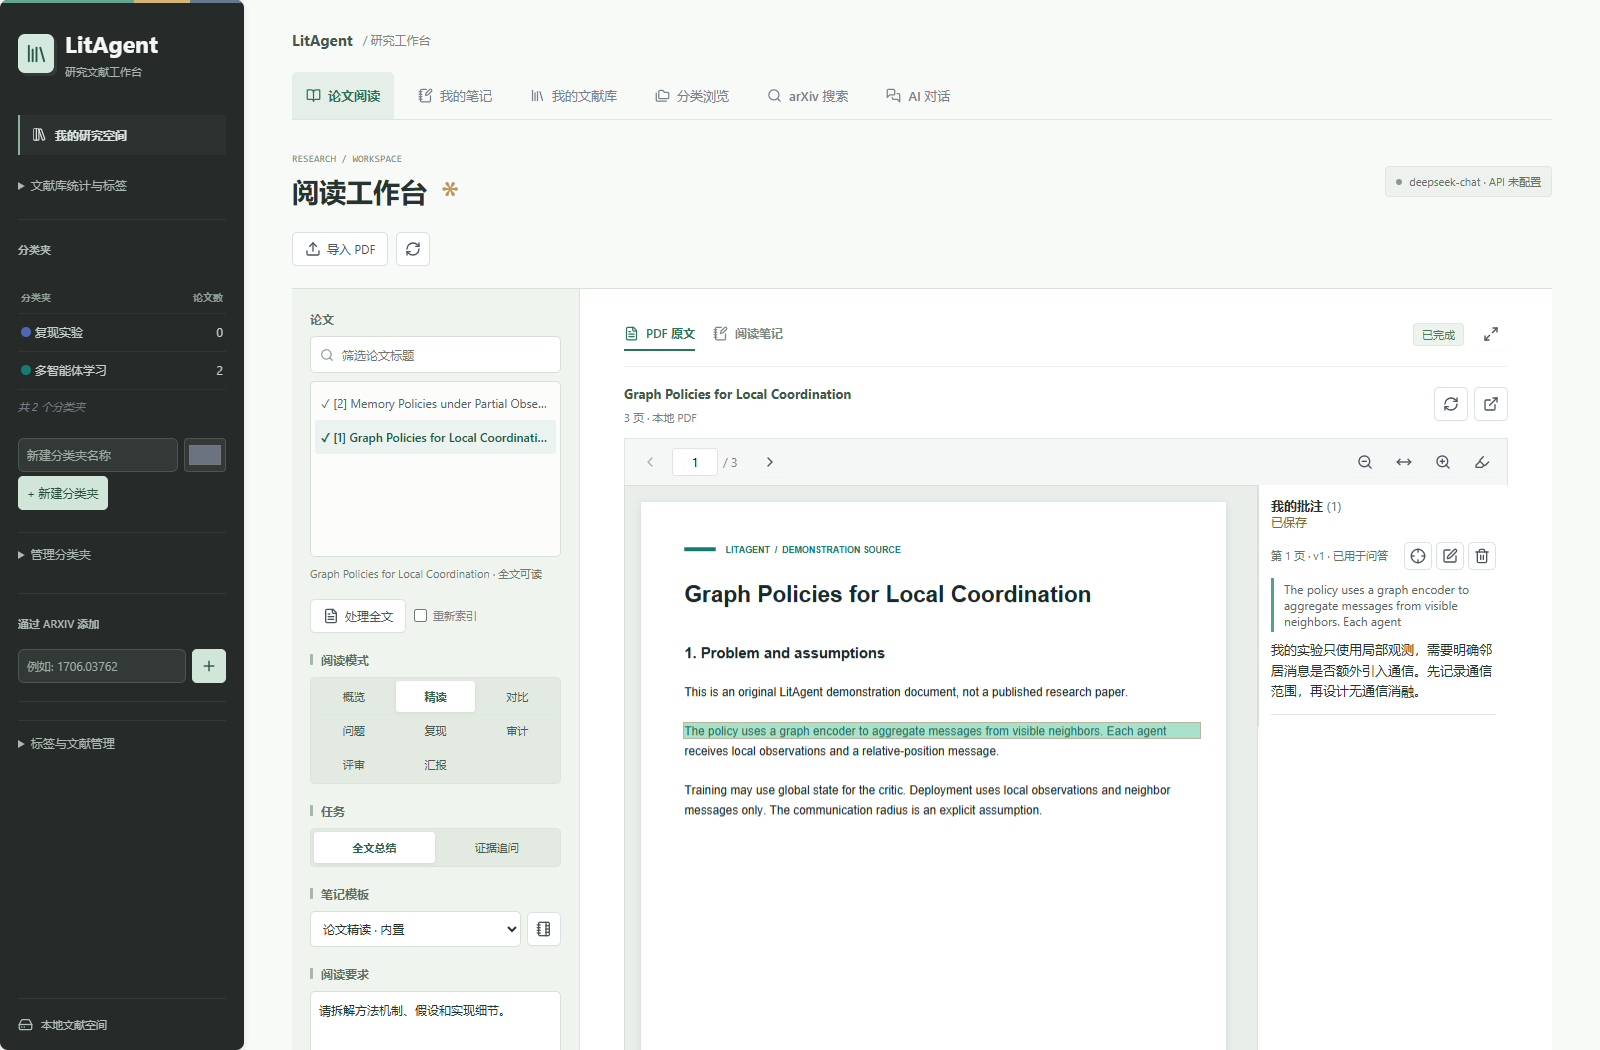 LitAgent
研究文献工作台
我的研究空间
文献库统计与标签
分类夹
分类夹 论文数
复现实验 0
多智能体学习 2
共 2 个分类夹
新建分类夹名称
+ 新建分类夹
管理分类夹
通过 ARXIV 添加
例如: 1706.03762
+
标签与文献管理
本地文献空间
LitAgent / 研究工作台
论文阅读 我的笔记 我的文献库 分类浏览 arXiv 搜索 AI 对话
RESEARCH / WORKSPACE
阅读工作台 *
deepseek-chat · API 未配置
导入 PDF
论文
筛选论文标题
✓ [2] Memory Policies under Partial Obse...
✓ [1] Graph Policies for Local Coordinati...
Graph Policies for Local Coordination · 全文可读
处理全文 重新索引
阅读模式
概览 精读 对比
问题 复现 审计
评审 汇报
任务
全文总结 证据追问
笔记模板
论文精读 · 内置
阅读要求
请拆解方法机制、假设和实现细节。
PDF 原文 阅读笔记
已完成
Graph Policies for Local Coordination
3 页 · 本地 PDF
1 / 3
LITAGENT / DEMONSTRATION SOURCE
Graph Policies for Local Coordination
1. Problem and assumptions
This is an original LitAgent demonstration document, not a published research paper.
The policy uses a graph encoder to aggregate messages from visible neighbors. Each agent
receives local observations and a relative-position message.
Training may use global state for the critic. Deployment uses local observations and neighbor
messages only. The communication radius is an explicit assumption.
我的批注 (1)
已保存
第 1 页 · v1 · 已用于问答
The policy uses a graph encoder to
aggregate messages from visible
neighbors. Each agent
我的实验只使用局部观测，需要明确邻
居消息是否额外引入通信。先记录通信
范围，再设计无通信消融。